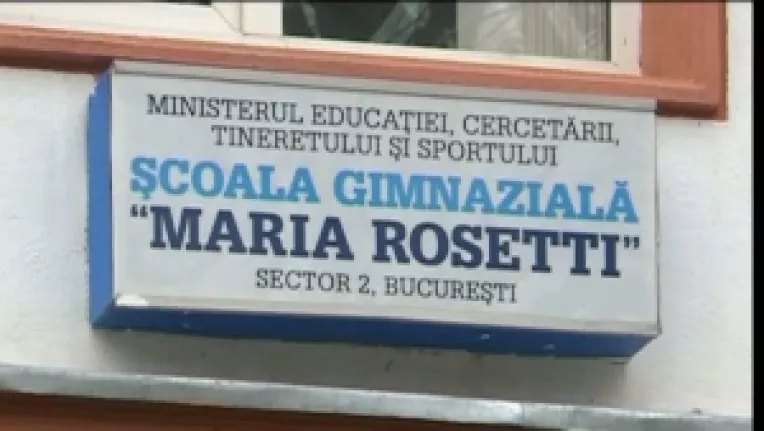 MINISTERUL EDUCAȚIEI, CERCETĂRII,
TINERETULUI ȘI SPORTULUI
ȘCOALA GIMNAZIALĂ
“MARIA ROSETTI”
SECTOR 2, BUCUREȘTI